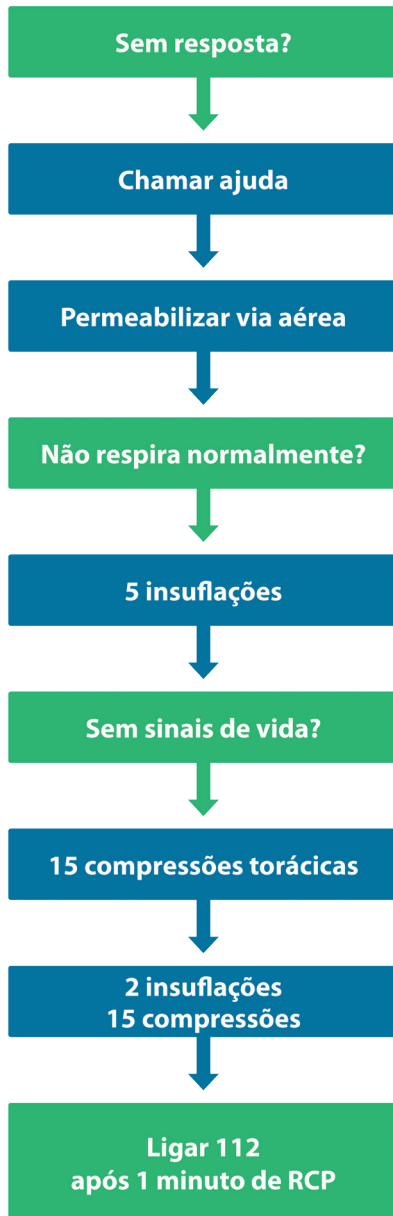 Sem resposta?
Chamar ajuda
Permeabilizar via aérea
Não respira normalmente?
5 insuflações
Sem sinais de vida?
15 compressões torácicas
2 insuflações
15 compressões
Ligar 112
após 1 minuto de RCP